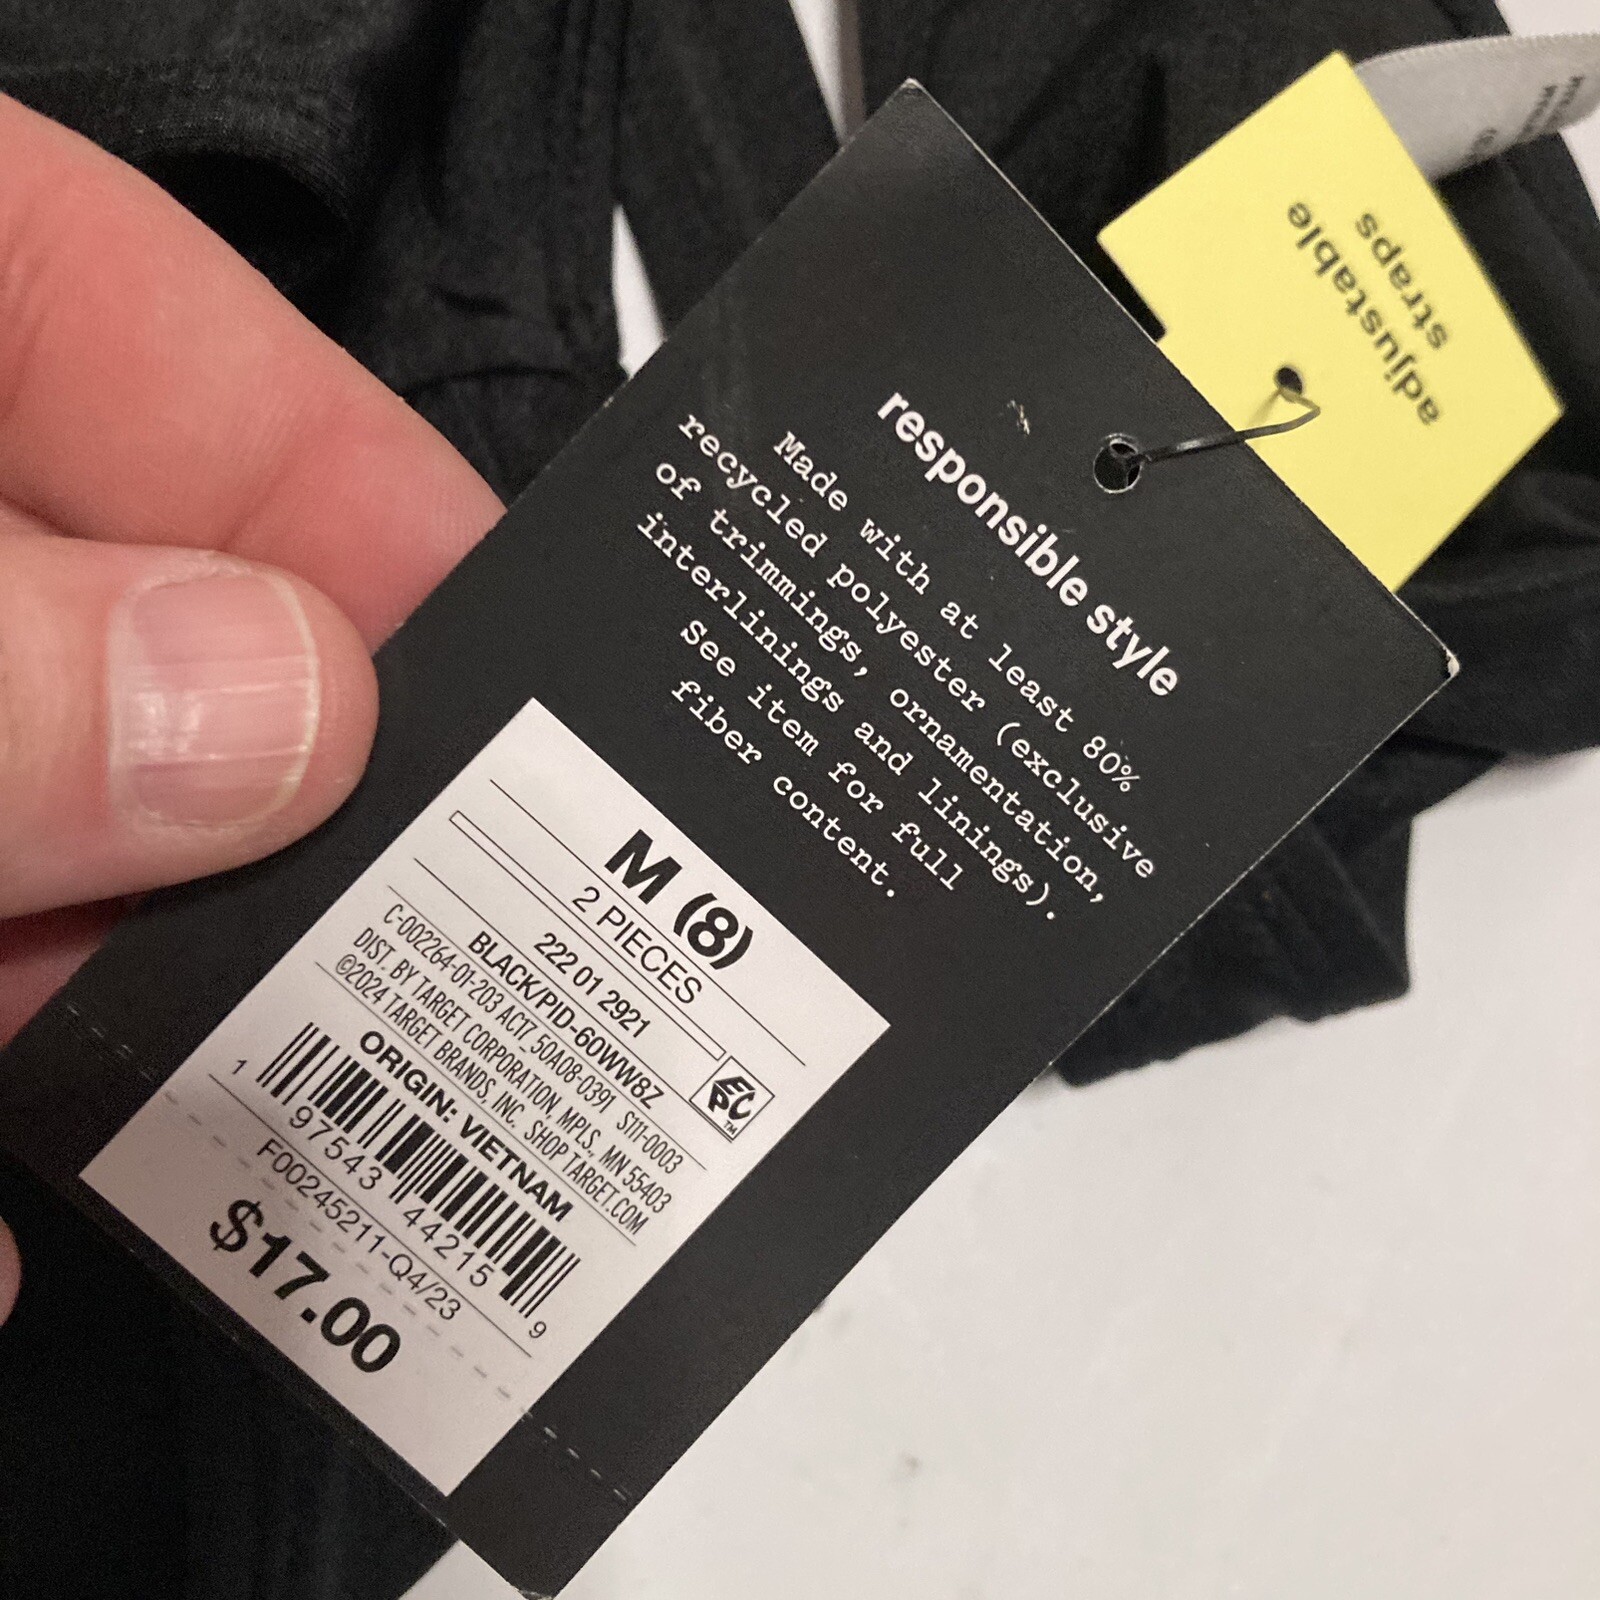 adjustable
straps
responsible style
Made with at least 80%
recycled polyester (exclusive
of trimmings, ornamentation,
interlinings and linings).
See item for full
fiber content.
M (8)
2 PIECES
222 01 2921
BLACK/PID-60WW8Z
C-002264-01-203 AC17_50A08-0391 S111-0003
DIST. BY TARGET CORPORATION, MPLS., MN 55403
©2024 TARGET BRANDS, INC. SHOP TARGET.COM
ORIGIN: VIETNAM
EPC™
1 97543 44215 9
F00245211-Q4/23
$17.00